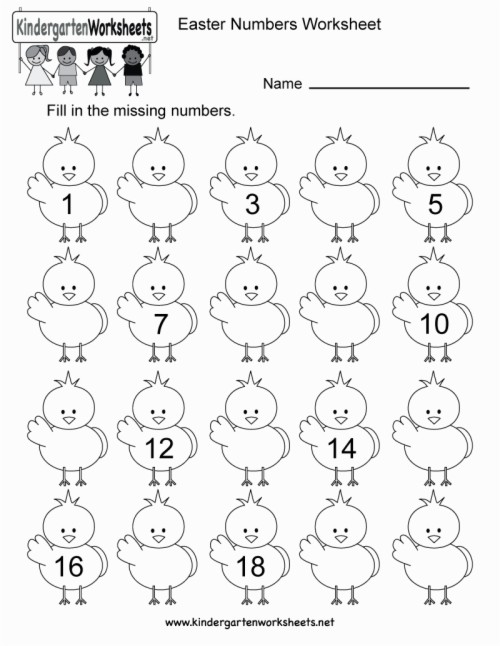 KindergartenWorksheets
.net
Easter Numbers Worksheet
Name
Fill in the missing numbers.
1 3 5
7 10
12 14
16 18
www.kindergartenworksheets.net